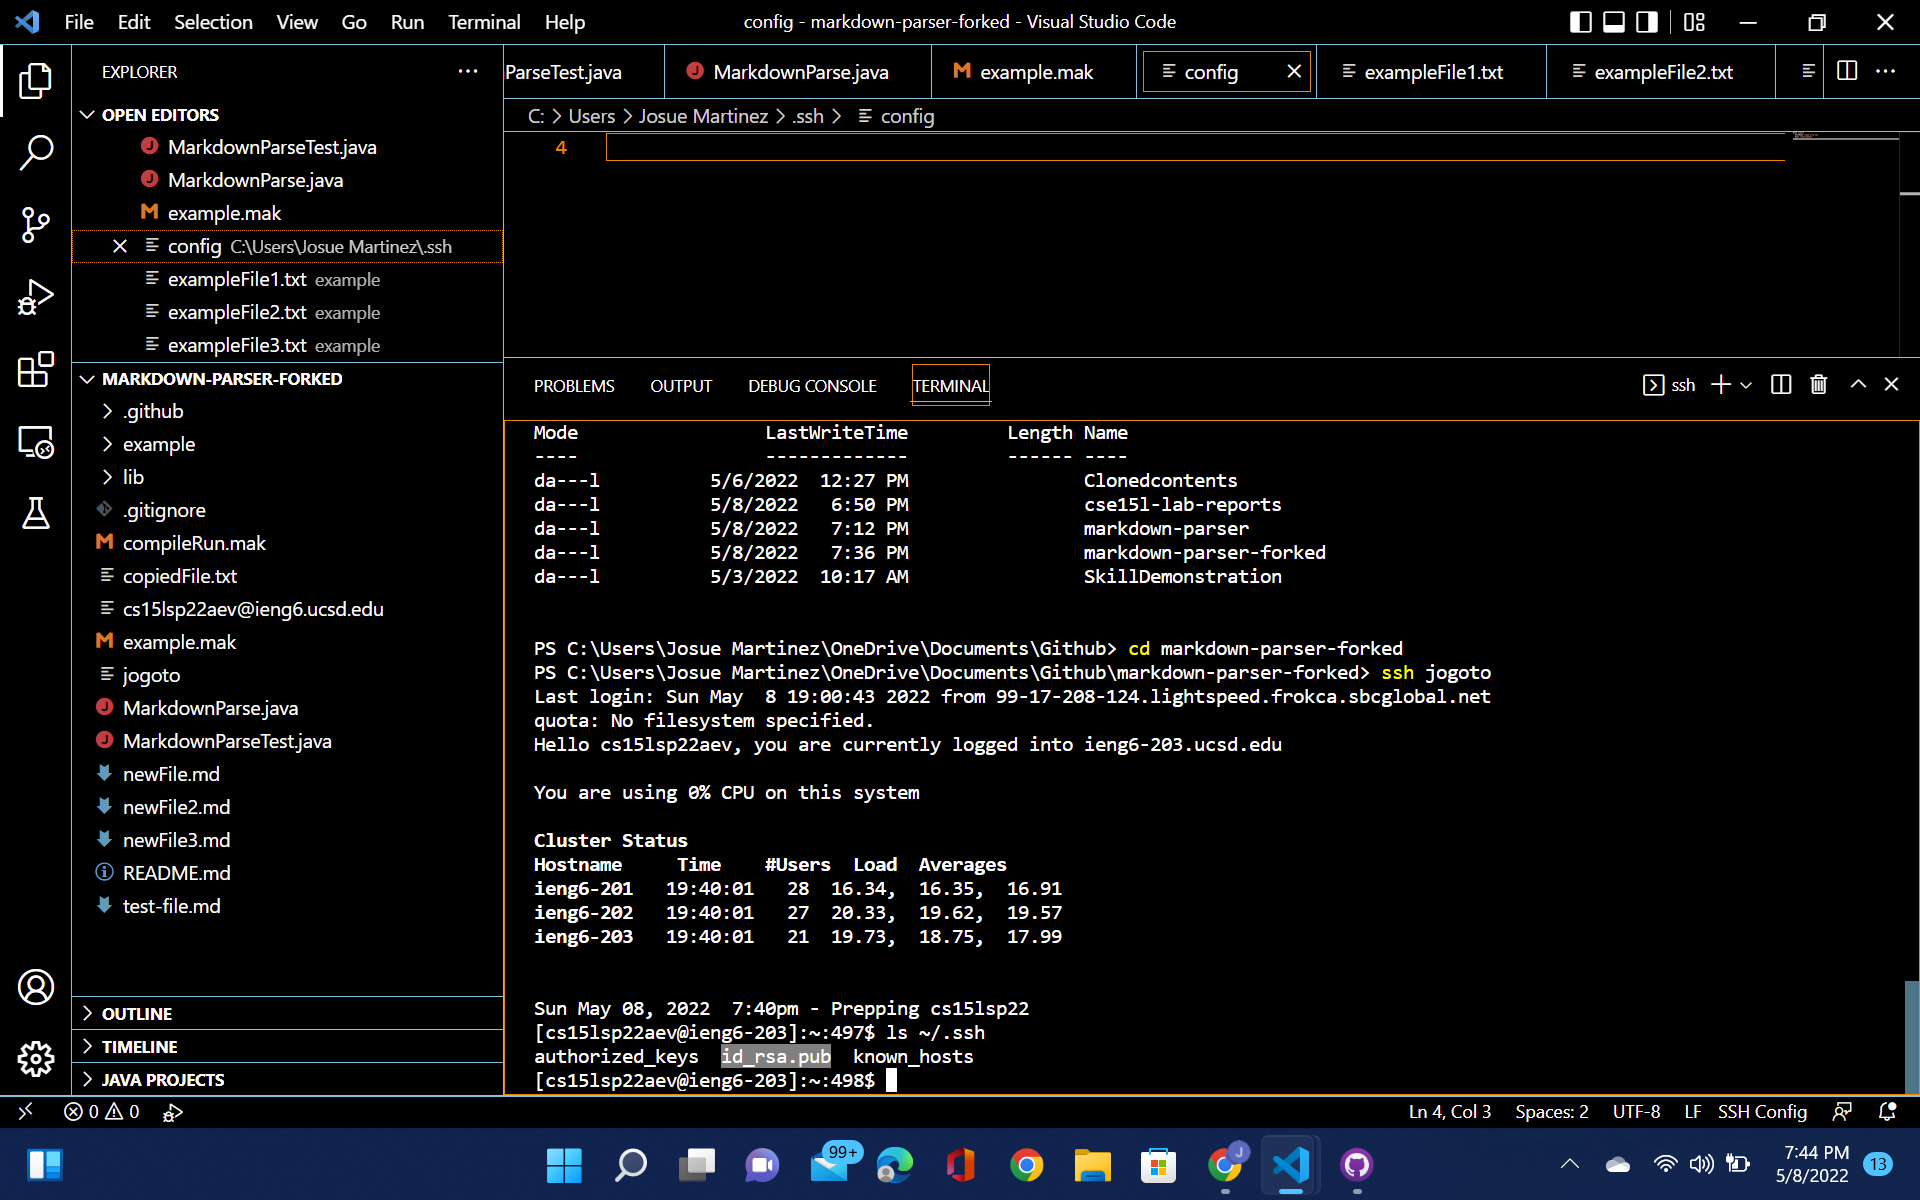 File Edit Selection View Go Run Terminal Help config - markdown-parser-forked - Visual Studio Code
EXPLORER
OPEN EDITORS
MarkdownParseTest.java
MarkdownParse.java
example.mak
config C:\Users\Josue Martinez\.ssh
exampleFile1.txt example
exampleFile2.txt example
exampleFile3.txt example
MARKDOWN-PARSER-FORKED
.github
example
lib
.gitignore
compileRun.mak
copiedFile.txt
cs15lsp22aev@ieng6.ucsd.edu
example.mak
jogoto
MarkdownParse.java
MarkdownParseTest.java
newFile.md
newFile2.md
newFile3.md
README.md
test-file.md
OUTLINE
TIMELINE
JAVA PROJECTS
ParseTest.java MarkdownParse.java example.mak config exampleFile1.txt exampleFile2.txt
C: > Users > Josue Martinez > .ssh > config
4
PROBLEMS OUTPUT DEBUG CONSOLE TERMINAL ssh
Mode LastWriteTime Length Name
---- ------------- ------ ----
da---l 5/6/2022 12:27 PM Clonedcontents
da---l 5/8/2022 6:50 PM cse15l-lab-reports
da---l 5/8/2022 7:12 PM markdown-parser
da---l 5/8/2022 7:36 PM markdown-parser-forked
da---l 5/3/2022 10:17 AM SkillDemonstration
PS C:\Users\Josue Martinez\OneDrive\Documents\Github> cd markdown-parser-forked
PS C:\Users\Josue Martinez\OneDrive\Documents\Github\markdown-parser-forked> ssh jogoto
Last login: Sun May  8 19:00:43 2022 from 99-17-208-124.lightspeed.frokca.sbcglobal.net
quota: No filesystem specified.
Hello cs15lsp22aev, you are currently logged into ieng6-203.ucsd.edu
You are using 0% CPU on this system
Cluster Status
Hostname Time #Users Load Averages
ieng6-201 19:40:01 28 16.34, 16.35, 16.91
ieng6-202 19:40:01 27 20.33, 19.62, 19.57
ieng6-203 19:40:01 21 19.73, 18.75, 17.99
Sun May 08, 2022 7:40pm - Prepping cs15lsp22
[cs15lsp22aev@ieng6-203]:~:497$ ls ~/.ssh
authorized_keys id_rsa.pub known_hosts
[cs15lsp22aev@ieng6-203]:~:498$
0 0 Ln 4, Col 3 Spaces: 2 UTF-8 LF SSH Config
99+ J 7:44 PM 13
5/8/2022